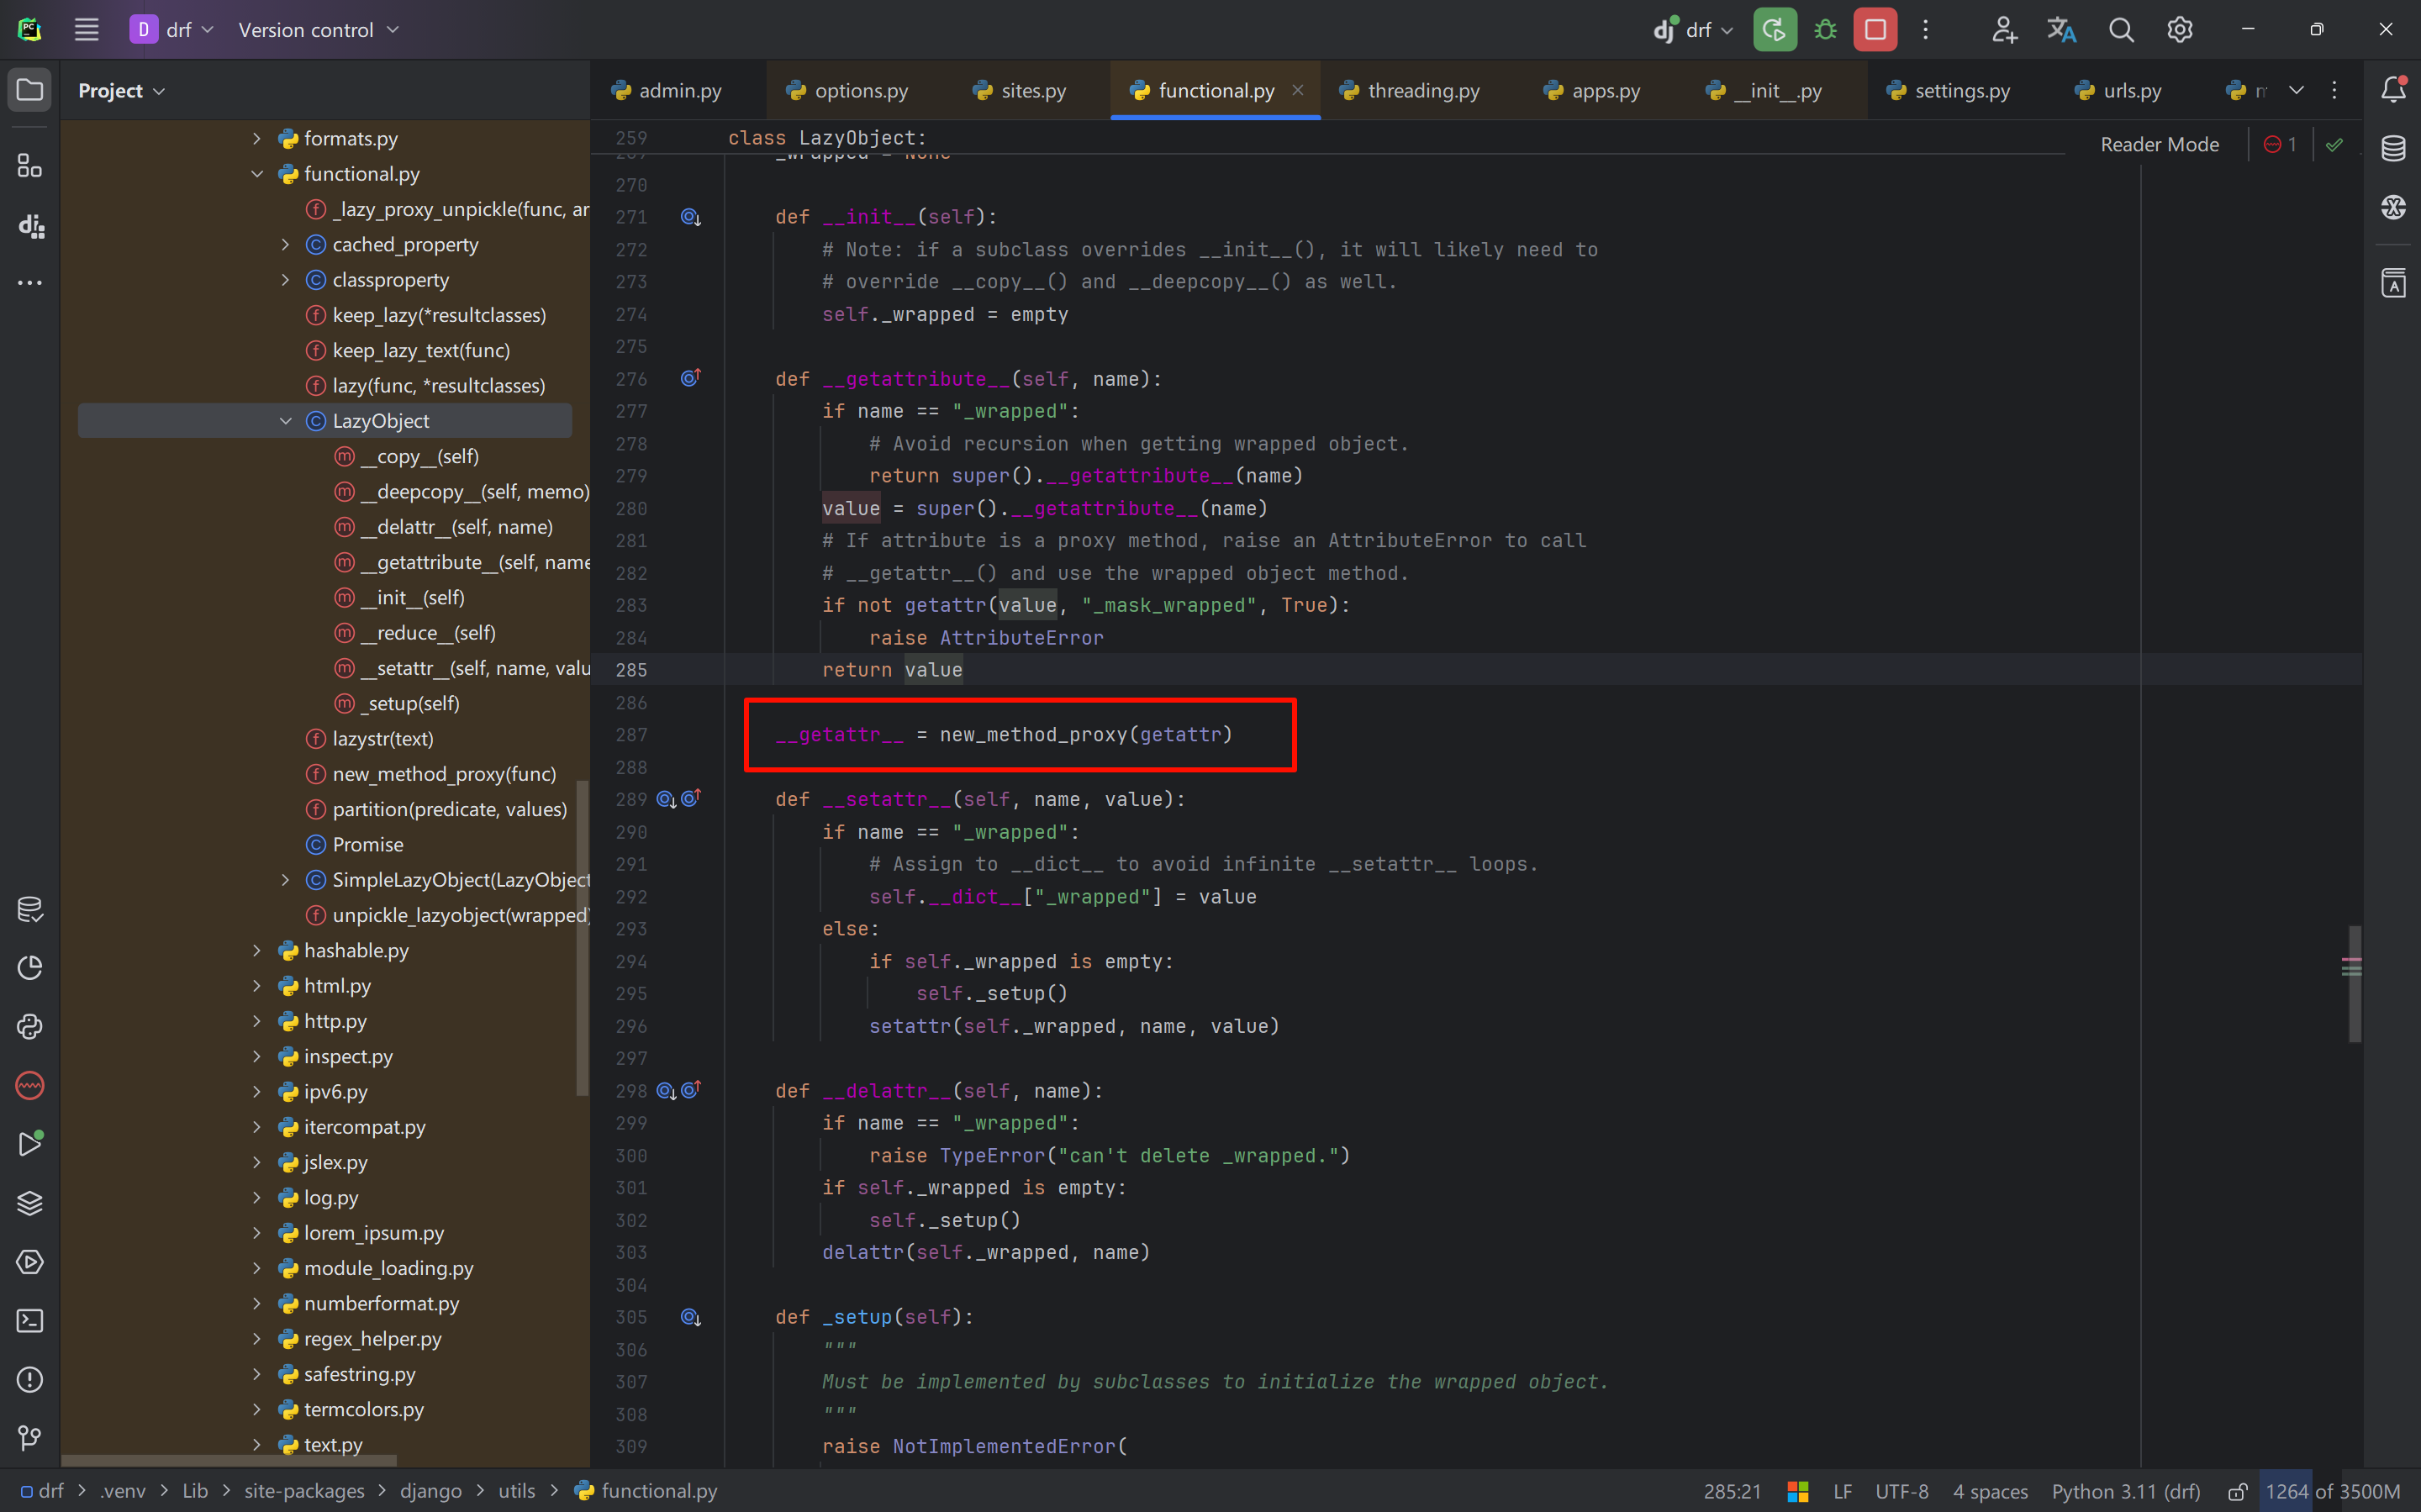 D drf Version control
dj drf
Project
admin.py options.py sites.py functional.py threading.py apps.py __init__.py settings.py urls.py
formats.py
functional.py
_lazy_proxy_unpickle(func, ar
cached_property
classproperty
keep_lazy(*resultclasses)
keep_lazy_text(func)
lazy(func, *resultclasses)
LazyObject
__copy__(self)
__deepcopy__(self, memo)
__delattr__(self, name)
__getattribute__(self, name
__init__(self)
__reduce__(self)
__setattr__(self, name, valu
_setup(self)
lazystr(text)
new_method_proxy(func)
partition(predicate, values)
Promise
SimpleLazyObject(LazyObject
unpickle_lazyobject(wrapped)
hashable.py
html.py
http.py
inspect.py
ipv6.py
itercompat.py
jslex.py
log.py
lorem_ipsum.py
module_loading.py
numberformat.py
regex_helper.py
safestring.py
termcolors.py
text.py
Reader Mode 1
259 class LazyObject:
269 _wrapped = None
270
271 def __init__(self):
272 # Note: if a subclass overrides __init__(), it will likely need to
273 # override __copy__() and __deepcopy__() as well.
274 self._wrapped = empty
275
276 def __getattribute__(self, name):
277 if name == "_wrapped":
278 # Avoid recursion when getting wrapped object.
279 return super().__getattribute__(name)
280 value = super().__getattribute__(name)
281 # If attribute is a proxy method, raise an AttributeError to call
282 # __getattr__() and use the wrapped object method.
283 if not getattr(value, "_mask_wrapped", True):
284 raise AttributeError
285 return value
286
287 __getattr__ = new_method_proxy(getattr)
288
289 def __setattr__(self, name, value):
290 if name == "_wrapped":
291 # Assign to __dict__ to avoid infinite __setattr__ loops.
292 self.__dict__["_wrapped"] = value
293 else:
294 if self._wrapped is empty:
295 self._setup()
296 setattr(self._wrapped, name, value)
297
298 def __delattr__(self, name):
299 if name == "_wrapped":
300 raise TypeError("can't delete _wrapped.")
301 if self._wrapped is empty:
302 self._setup()
303 delattr(self._wrapped, name)
304
305 def _setup(self):
306 """
307 Must be implemented by subclasses to initialize the wrapped object.
308 """
309 raise NotImplementedError(
drf > .venv > Lib > site-packages > django > utils > functional.py
285:21 LF UTF-8 4 spaces Python 3.11 (drf) 1264 of 3500M